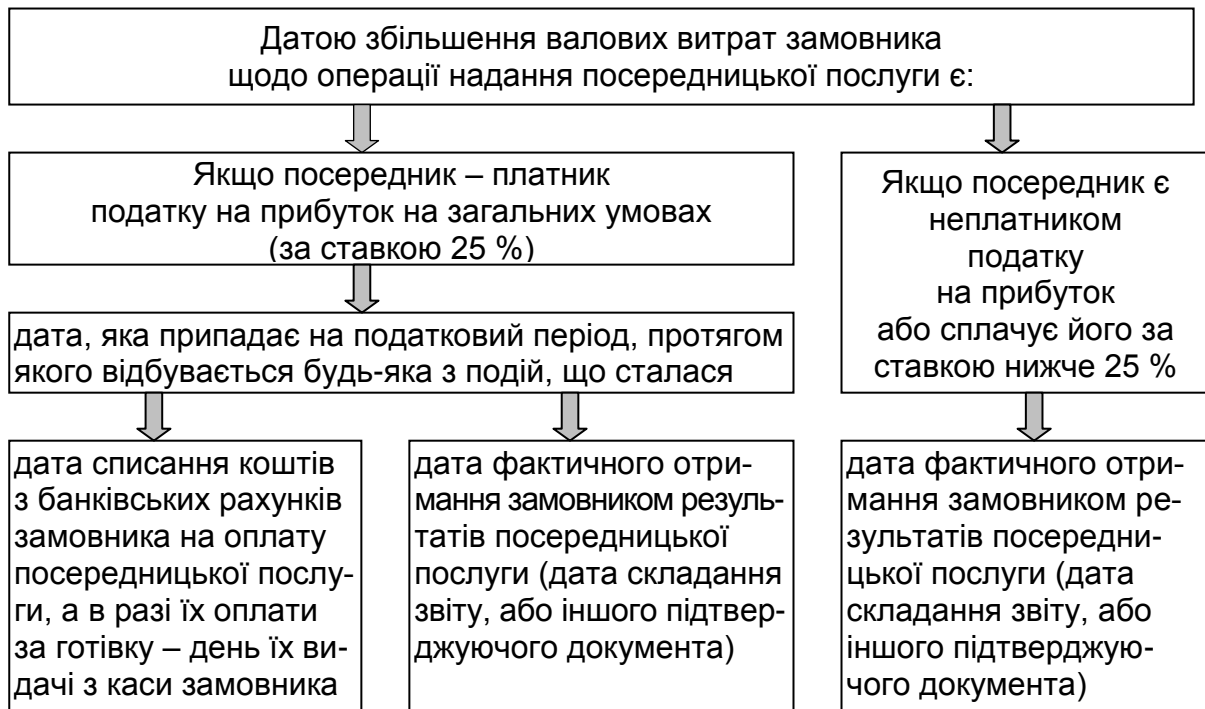 Датою збільшення валових витрат замовника
щодо операції надання посередницької послуги є:
Якщо посередник – платник
податку на прибуток на загальних умовах
(за ставкою 25 %)
дата, яка припадає на податковий період, протягом
якого відбувається будь-яка з подій, що сталася
дата списання коштів
з банківських рахунків
замовника на оплату
посередницької послу-
ги, а в разі їх оплати
за готівку – день їх ви-
дачі з каси замовника
дата фактичного отри-
мання замовником резуль-
татів посередницької
послуги (дата складання
звіту, або іншого підтвер-
джуючого документа)
Якщо посередник є
неплатником
податку
на прибуток
або сплачує його за
ставкою нижче 25 %
дата фактичного отри-
мання замовником ре-
зультатів посередни-
цької послуги (дата
складання звіту, або
іншого підтверджую-
чого документа)